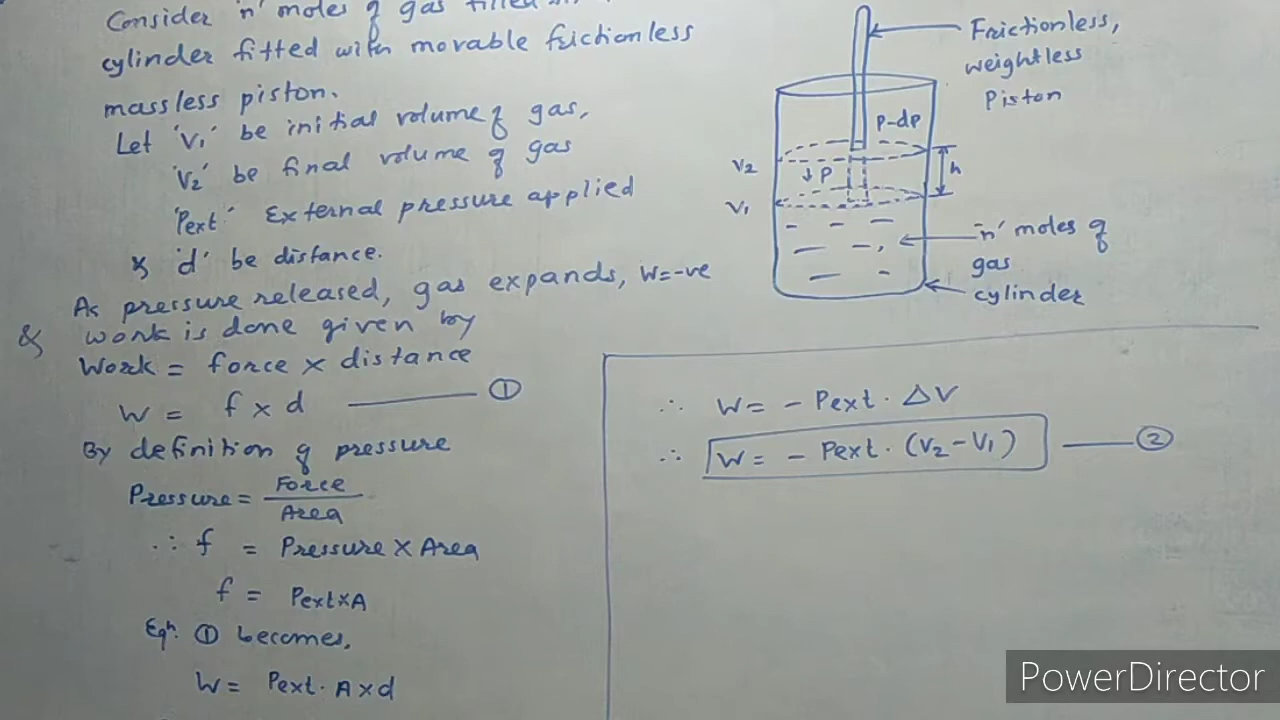 Consider 'n' moles of gas filled in
cylinder fitted with movable frictionless
massless piston.
Let 'V1' be initial volume of gas,
'V2' be final volume of gas
'Pext' External pressure applied
& 'd' be distance.
As pressure released, gas expands, W=-ve
& work is done given by
Work = force × distance
W = f × d ——— ①
By definition of pressure
Pressure = Force / Area
∴ f = Pressure × Area
f = Pext×A
Eqn. ① becomes,
W = Pext. A × d
Frictionless,
weightless
Piston
P-dp
V2
↓ P
h
V1
'n' moles of
gas
cylinder
∴ W = - Pext. ΔV
∴ W = - Pext. (V2-V1) ——— ②
PowerDirector